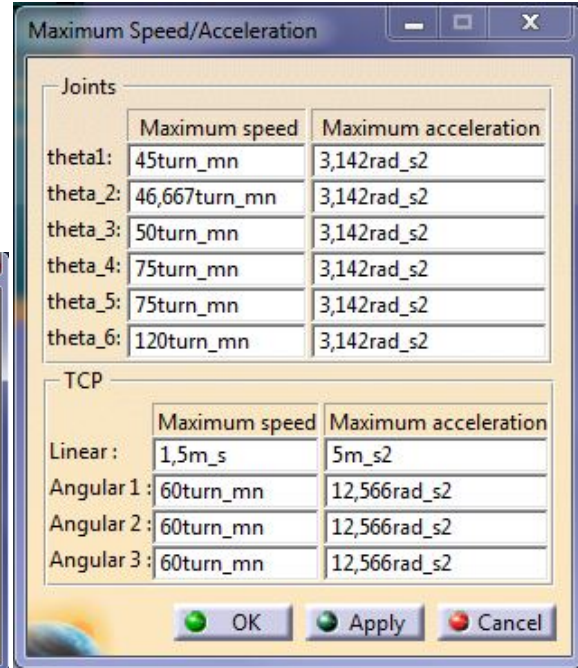 Maximum Speed/Acceleration
Joints
Maximum speed Maximum acceleration
theta1: 45turn_mn 3,142rad_s2
theta_2: 46,667turn_mn 3,142rad_s2
theta_3: 50turn_mn 3,142rad_s2
theta_4: 75turn_mn 3,142rad_s2
theta_5: 75turn_mn 3,142rad_s2
theta_6: 120turn_mn 3,142rad_s2
TCP
Maximum speed Maximum acceleration
Linear : 1,5m_s 5m_s2
Angular 1 : 60turn_mn 12,566rad_s2
Angular 2 : 60turn_mn 12,566rad_s2
Angular 3 : 60turn_mn 12,566rad_s2
OK Apply Cancel